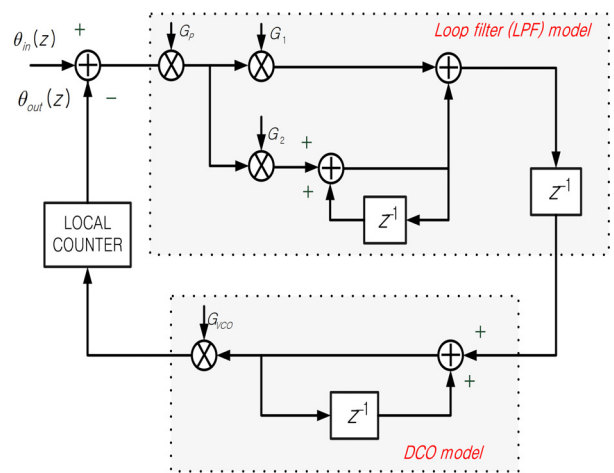 Loop filter (LPF) model
θin(z)
+
GP
G1
θout(z)
−
G2
+
+
Z-1
Z-1
LOCAL
COUNTER
GVCO
+
+
Z-1
DCO model